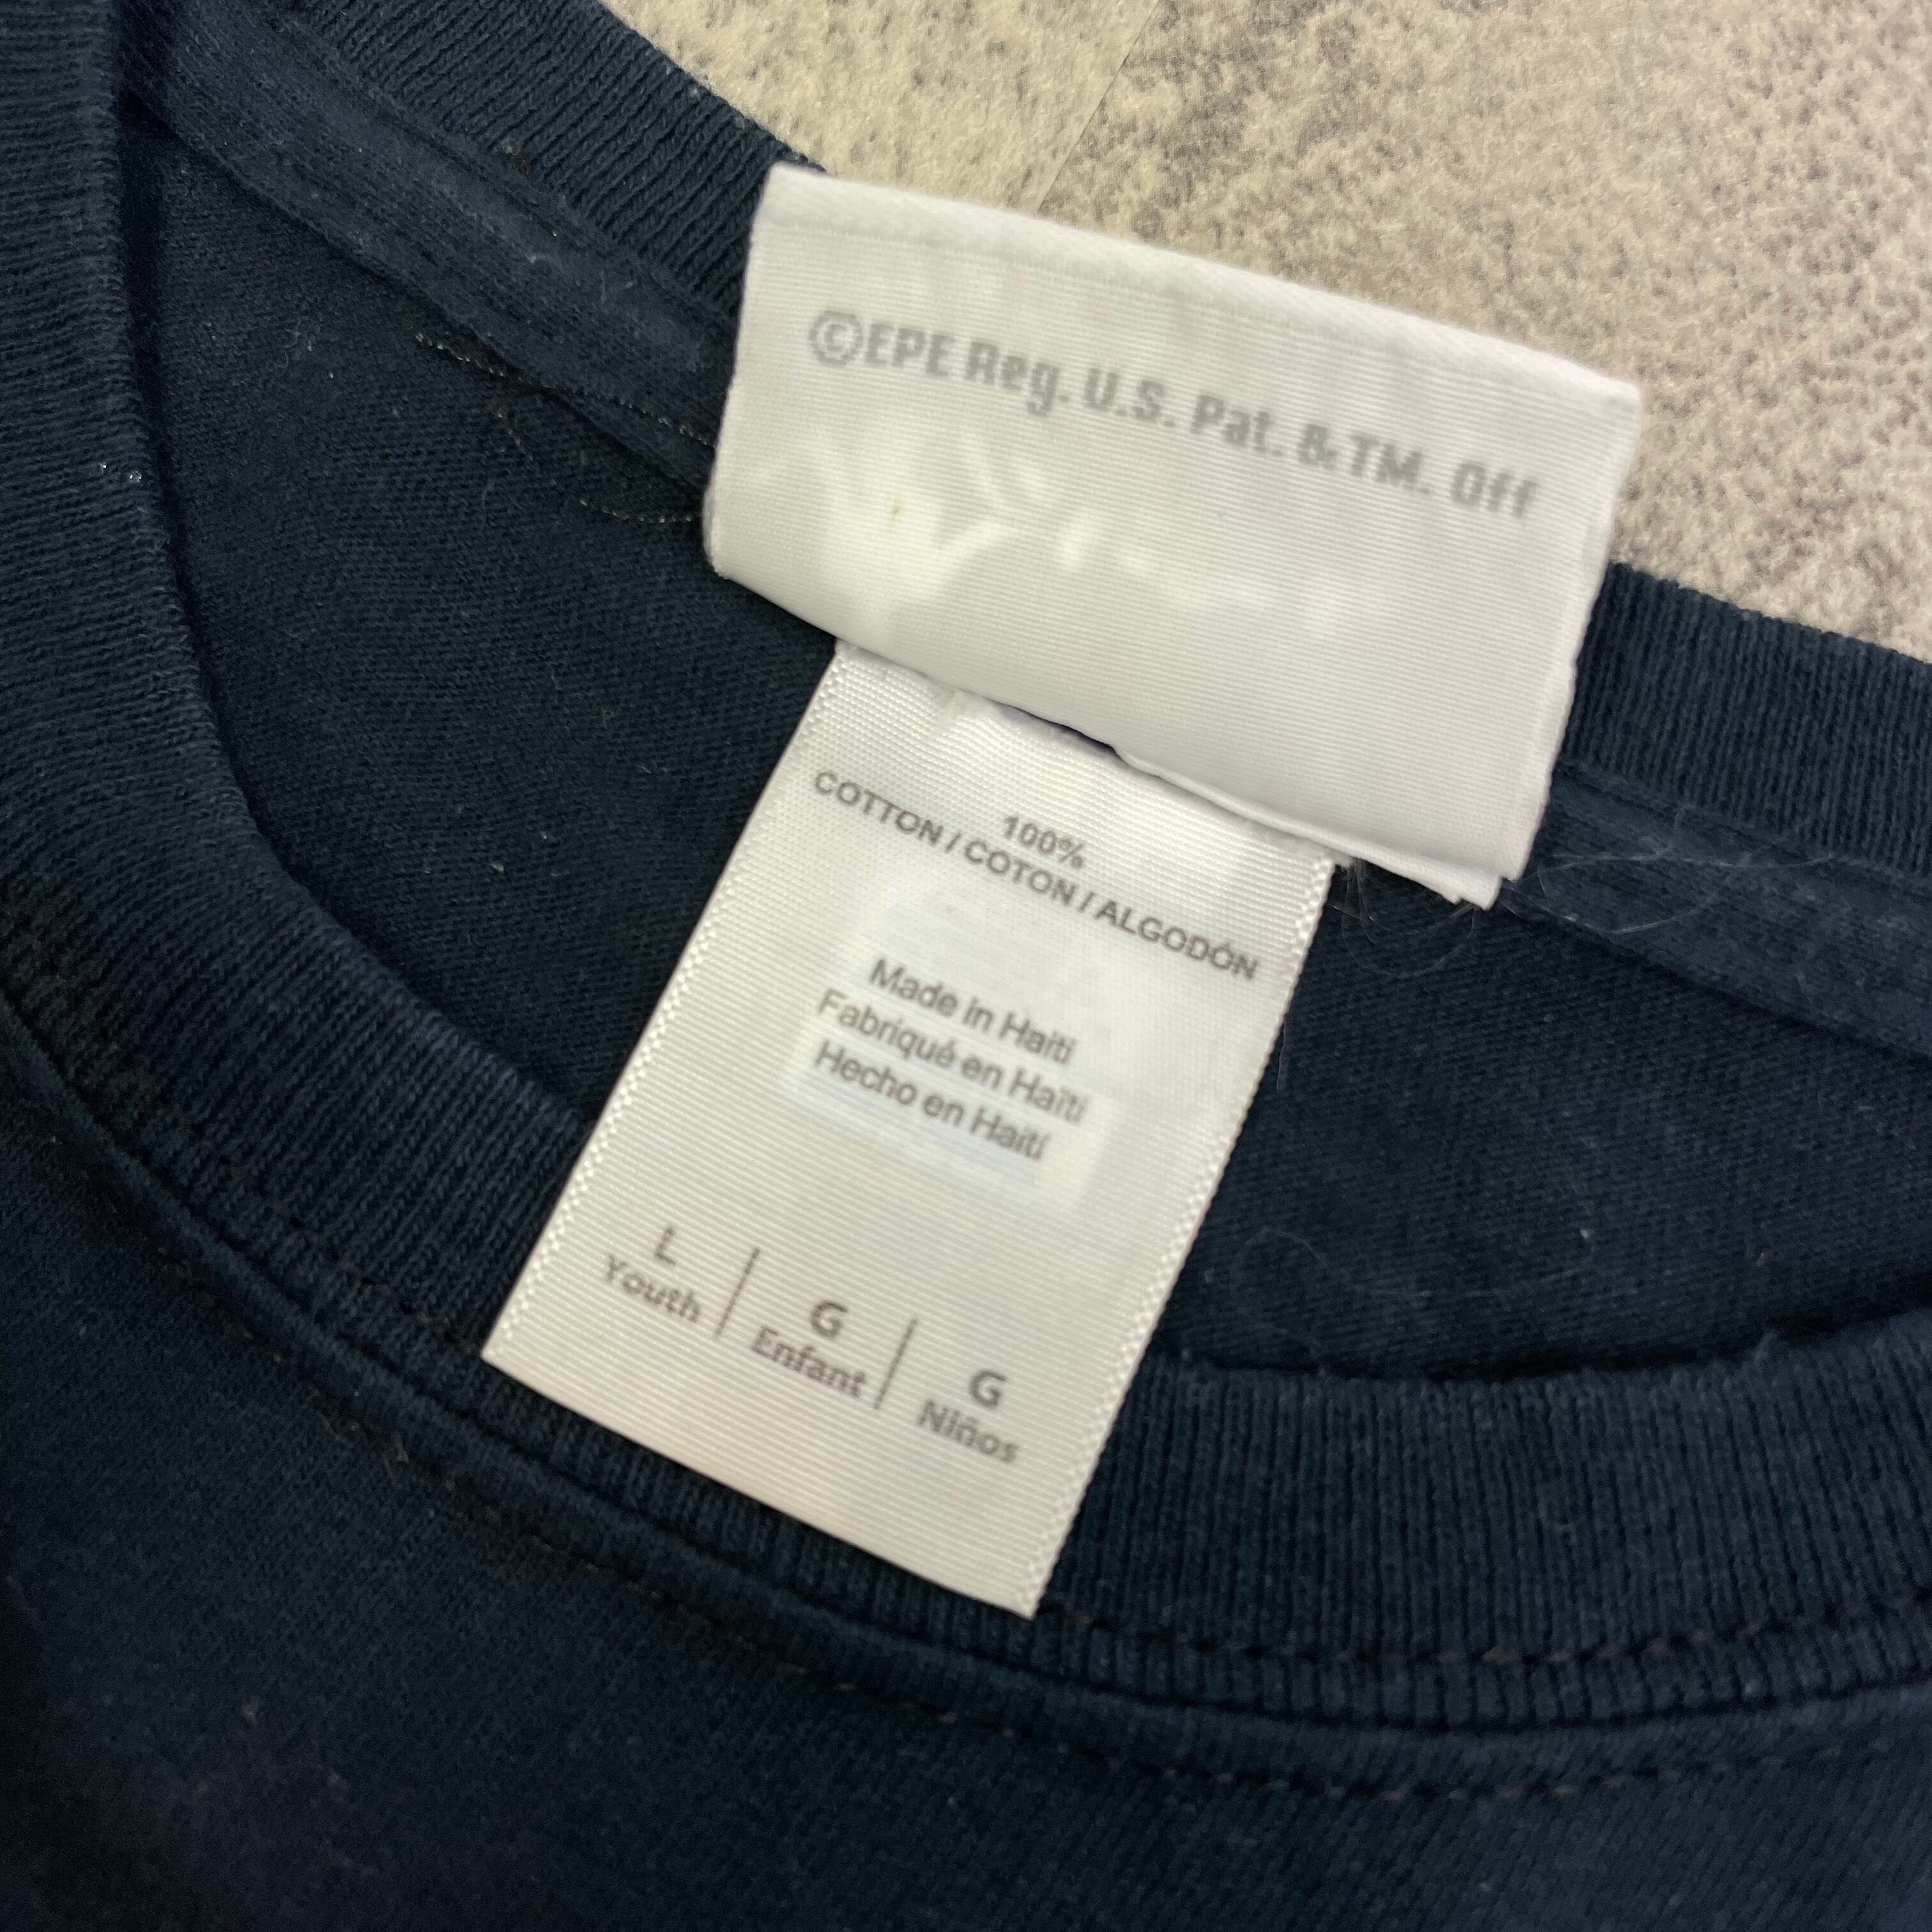 ©EPE Reg. U.S. Pat. & TM. Off
100%
COTTON / COTON / ALGODÓN
Made in Haiti
Fabriqué en Haïti
Hecho en Haití
L | G | G
Youth | Enfant | Niños